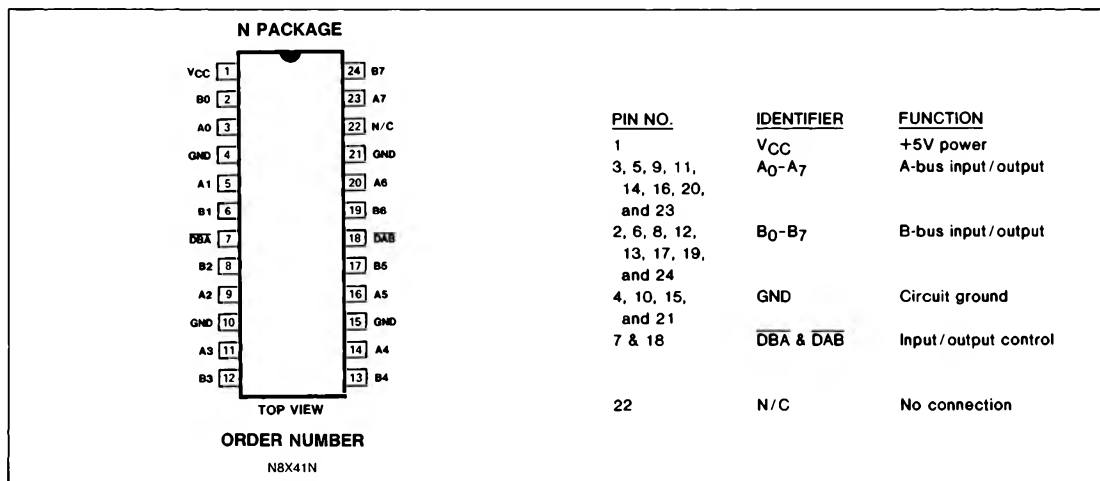 N PACKAGE
VCC 1
B0 2
A0 3
GND 4
A1 5
B1 6
DBA 7
B2 8
A2 9
GND 10
A3 11
B3 12
24 B7
23 A7
22 N/C
21 GND
20 A6
19 B6
18 DAB
17 B5
16 A5
15 GND
14 A4
13 B4
TOP VIEW
ORDER NUMBER
N8X41N
PIN NO. IDENTIFIER FUNCTION
1 VCC +5V power
3, 5, 9, 11, A0-A7 A-bus input/output
14, 16, 20,
and 23
2, 6, 8, 12, B0-B7 B-bus input/output
13, 17, 19,
and 24
4, 10, 15, GND Circuit ground
and 21
7 & 18 DBA & DAB Input/output control
22 N/C No connection